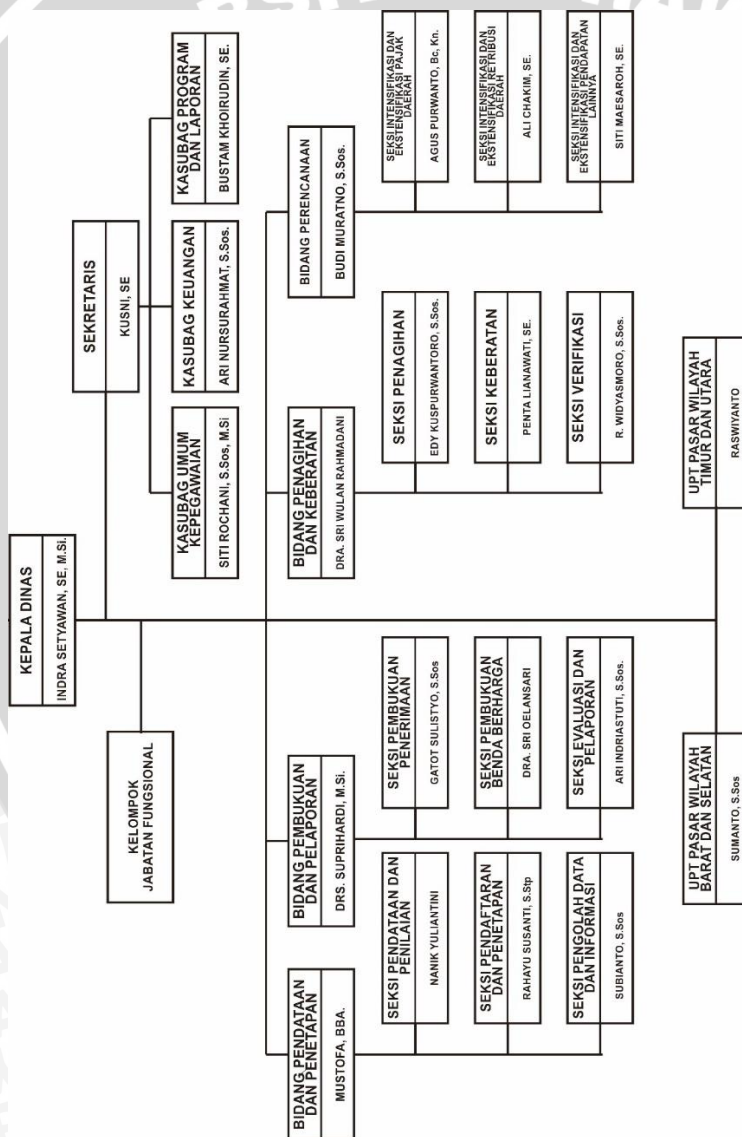 KEPALA DINAS
INDRA SETYAWAN, SE, M.Si.
KELOMPOK
JABATAN FUNGSIONAL
SEKRETARIS
KUSNI, SE
KASUBAG UMUM
KEPEGAWAIAN
SITI ROCHANI, S.Sos, M.Si
KASUBAG KEUANGAN
ARI NURSURAHMAT, S.Sos.
KASUBAG PROGRAM
DAN LAPORAN
BUSTAM KHOIRUDIN, SE.
BIDANG PENDATAAN
DAN PENETAPAN
MUSTOFA, BBA.
BIDANG PEMBUKUAN
DAN PELAPORAN
DRS. SUPRIHARDI, M.Si.
BIDANG PENAGIHAN
DAN KEBERATAN
DRA. SRI WULAN RAHMADANI
BIDANG PERENCANAAN
BUDI MURATNO, S.Sos.
SEKSI PENDATAAN DAN
PENILAIAN
NANIK YULIANTINI
SEKSI PEMBUKUAN
PENERIMAAN
GATOT SULISTYO, S.Sos
SEKSI PENAGIHAN
EDY KUSPURWANTORO, S.Sos.
SEKSI INTENSIFIKASI DAN
EKSTENSIFIKASI PAJAK
DAERAH
AGUS PURWANTO, Bc, Kn.
SEKSI PENDAFTARAN
DAN PENETAPAN
RAHAYU SUSANTI, S.Stp
SEKSI PEMBUKUAN
BENDA BERHARGA
DRA. SRI OELANSARI
SEKSI KEBERATAN
PENTA LIANAWATI, SE.
SEKSI INTENSIFIKASI DAN
EKSTENSIFIKASI RETRIBUSI
DAERAH
ALI CHAKIM, SE.
SEKSI PENGOLAH DATA
DAN INFORMASI
SUBIANTO, S.Sos
SEKSI EVALUASI DAN
PELAPORAN
ARI INDRIASTUTI, S.Sos.
SEKSI VERIFIKASI
R. WIDYASMORO, S.Sos.
SEKSI INTENSIFIKASI DAN
EKSTENSIFIKASI PENDAPATAN
LAINNYA
SITI MAESAROH, SE.
UPT PASAR WILAYAH
BARAT DAN SELATAN
SUMANTO, S.Sos
UPT PASAR WILAYAH
TIMUR DAN UTARA
RASWIYANTO